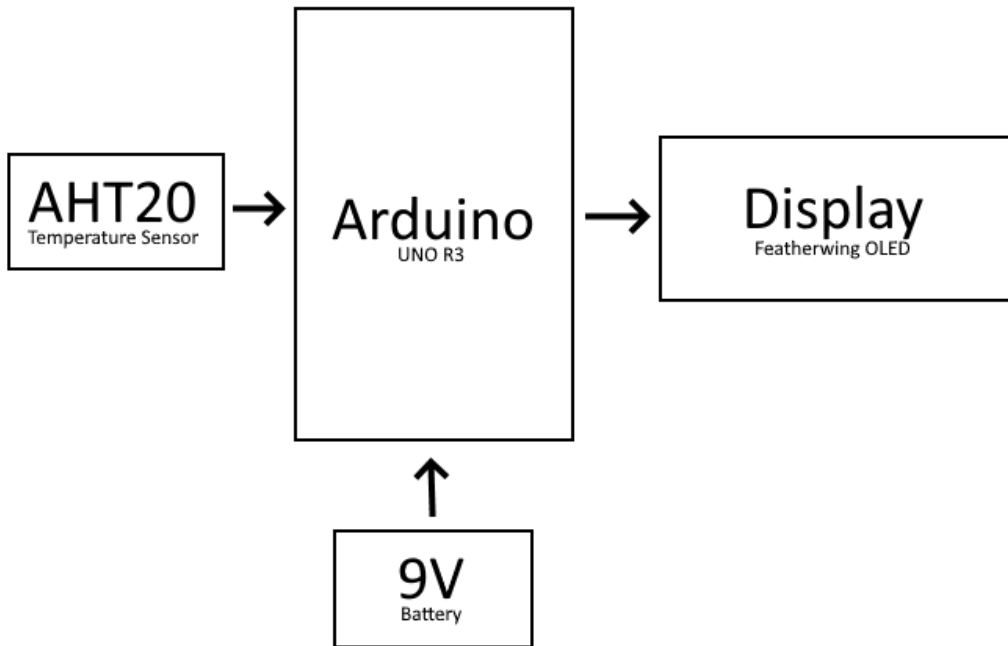 AHT20
Temperature Sensor
Arduino
UNO R3
Display
Featherwing OLED
9V
Battery